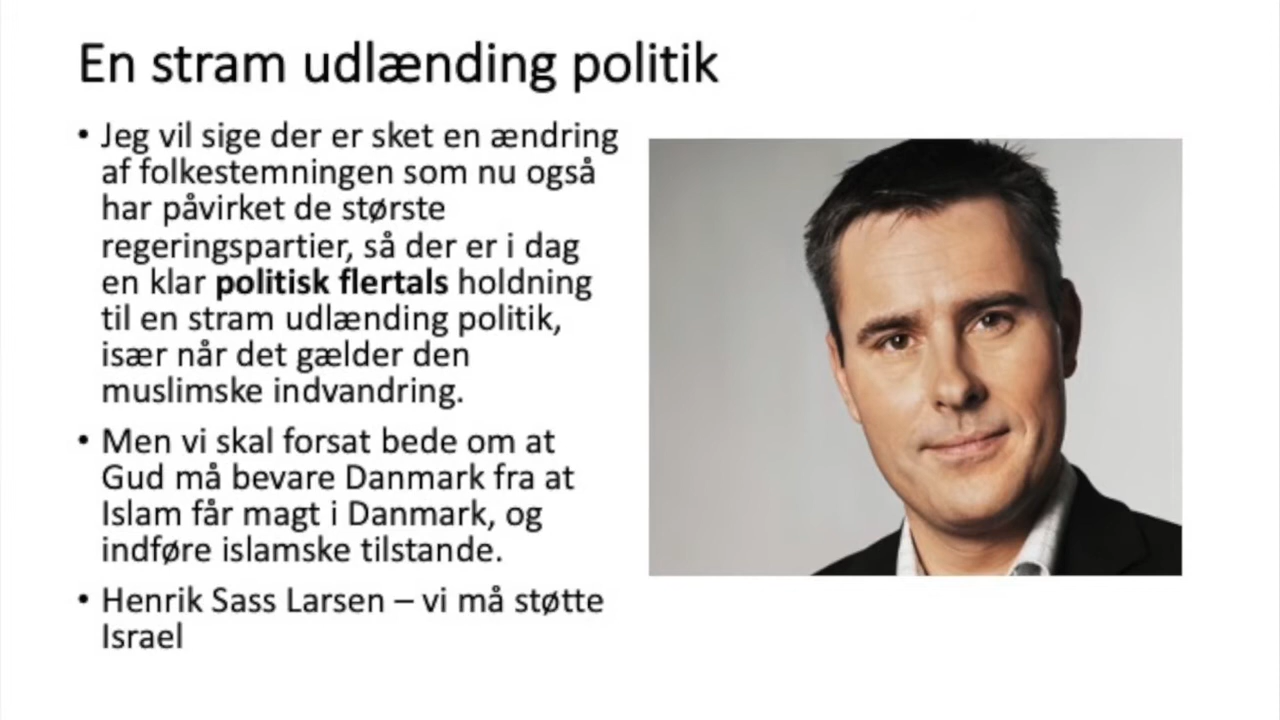 En stram udlænding politik
• Jeg vil sige der er sket en ændring
af folkestemningen som nu også
har påvirket de største
regeringspartier, så der er i dag
en klar politisk flertals holdning
til en stram udlænding politik,
især når det gælder den
muslimske indvandring.
• Men vi skal forsat bede om at
Gud må bevare Danmark fra at
Islam får magt i Danmark, og
indføre islamske tilstande.
• Henrik Sass Larsen – vi må støtte
Israel